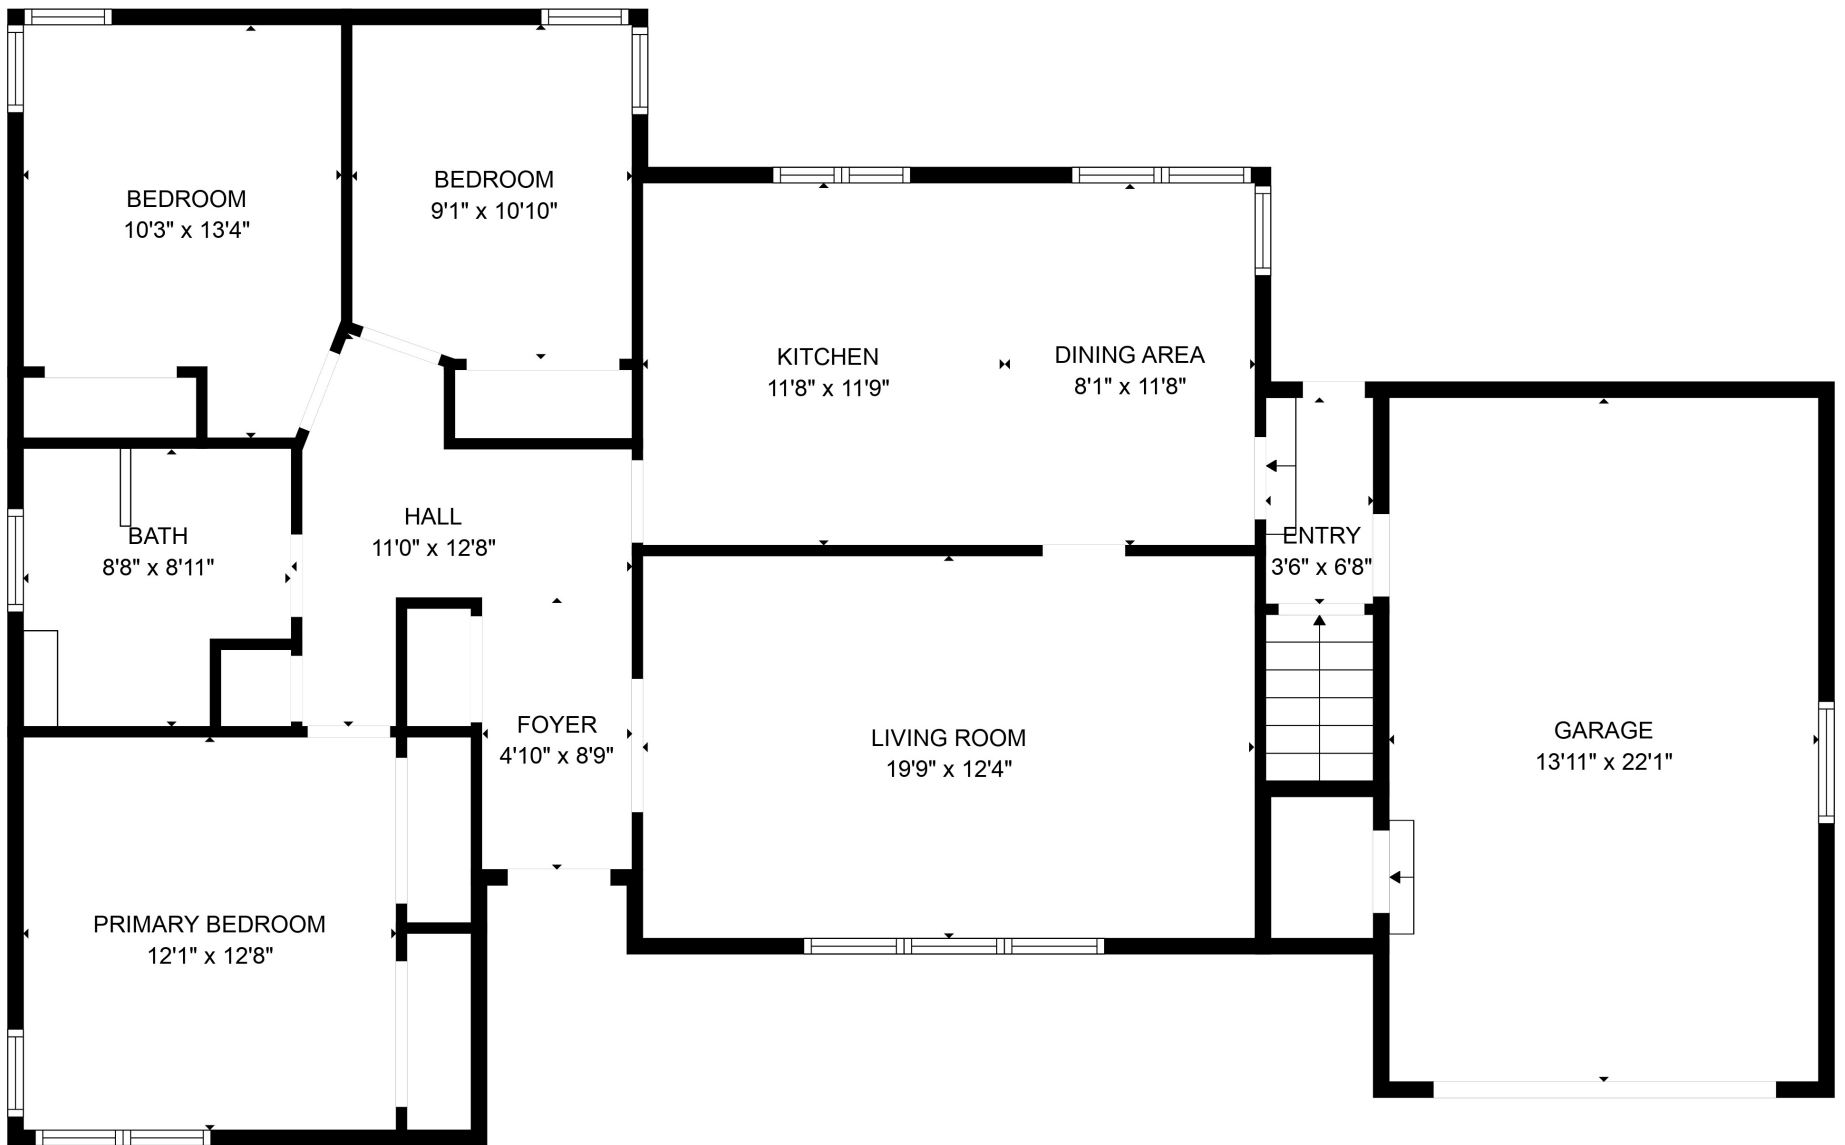 BEDROOM
10'3" x 13'4"
BEDROOM
9'1" x 10'10"
KITCHEN
11'8" x 11'9"
DINING AREA
8'1" x 11'8"
BATH
8'8" x 8'11"
HALL
11'0" x 12'8"
ENTRY
3'6" x 6'8"
FOYER
4'10" x 8'9"
LIVING ROOM
19'9" x 12'4"
GARAGE
13'11" x 22'1"
PRIMARY BEDROOM
12'1" x 12'8"